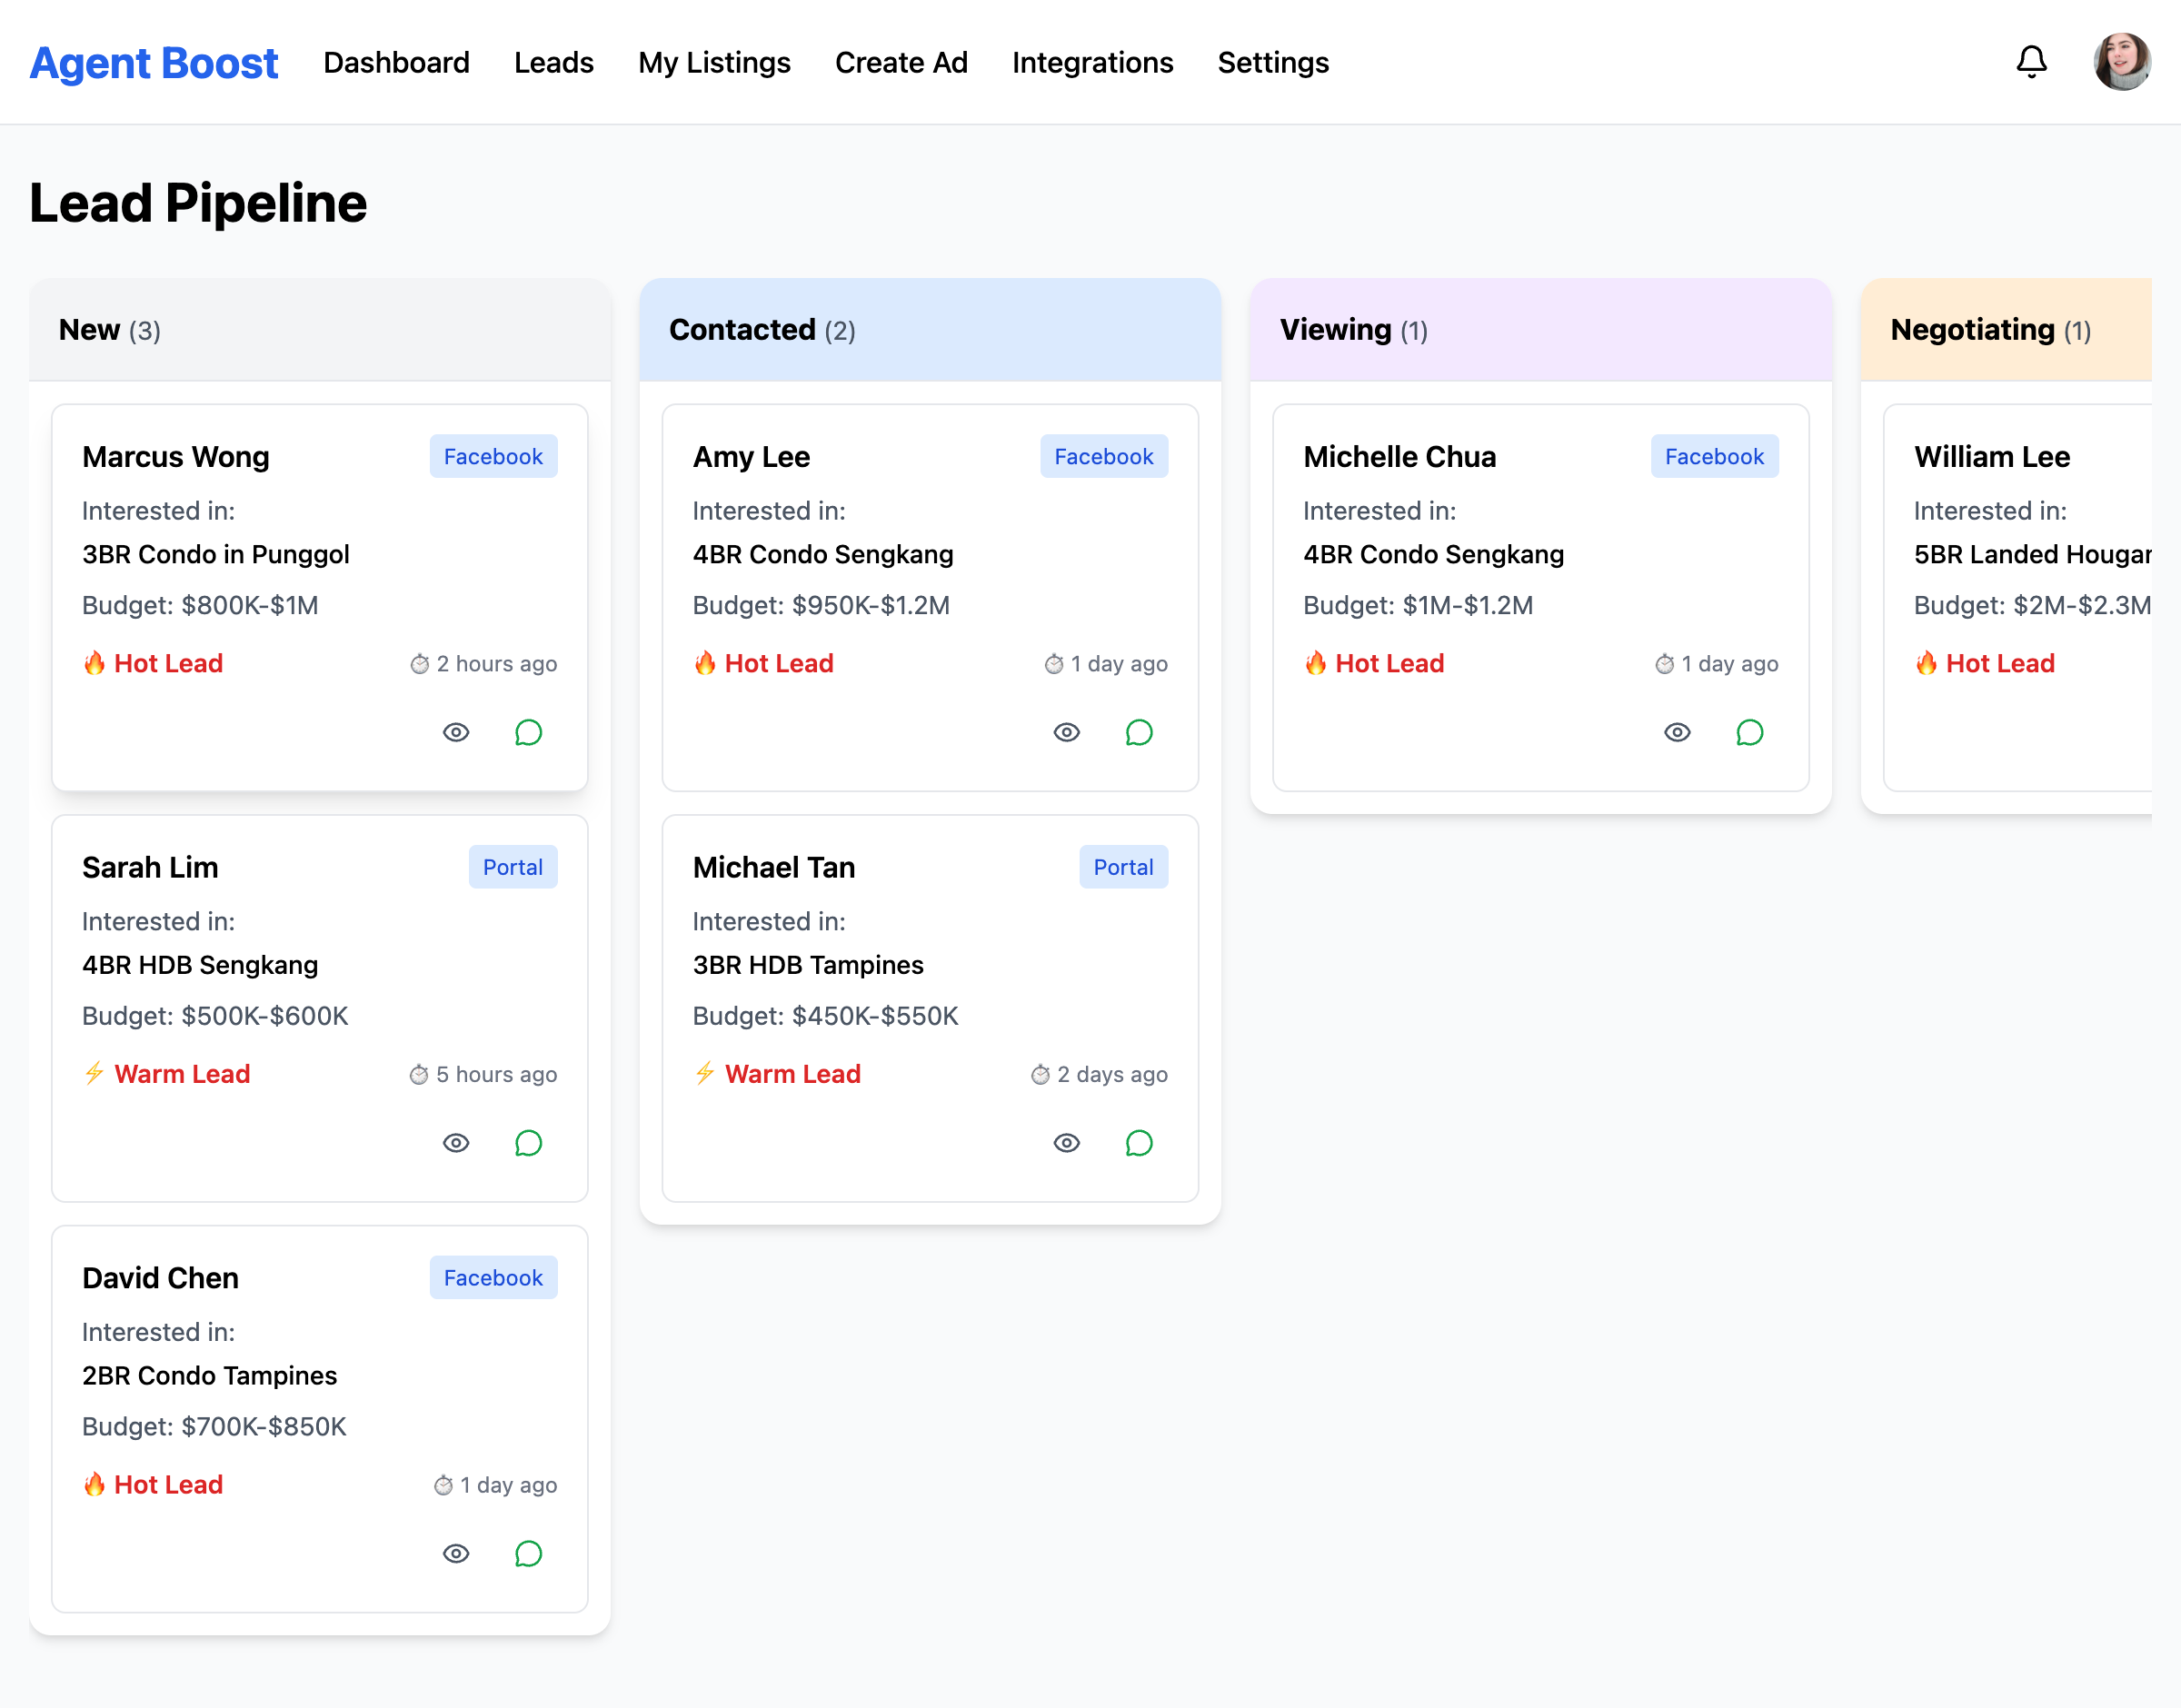 Agent Boost Dashboard Leads My Listings Create Ad Integrations Settings
Lead Pipeline
New (3)
Marcus Wong Facebook
Interested in:
3BR Condo in Punggol
Budget: $800K-$1M
🔥 Hot Lead ⏱ 2 hours ago
Sarah Lim Portal
Interested in:
4BR HDB Sengkang
Budget: $500K-$600K
⚡ Warm Lead ⏱ 5 hours ago
David Chen Facebook
Interested in:
2BR Condo Tampines
Budget: $700K-$850K
🔥 Hot Lead ⏱ 1 day ago
Contacted (2)
Amy Lee Facebook
Interested in:
4BR Condo Sengkang
Budget: $950K-$1.2M
🔥 Hot Lead ⏱ 1 day ago
Michael Tan Portal
Interested in:
3BR HDB Tampines
Budget: $450K-$550K
⚡ Warm Lead ⏱ 2 days ago
Viewing (1)
Michelle Chua Facebook
Interested in:
4BR Condo Sengkang
Budget: $1M-$1.2M
🔥 Hot Lead ⏱ 1 day ago
Negotiating (1)
William Lee
Interested in:
5BR Landed
Budget: $2M-$2.3M
🔥 Hot Lead